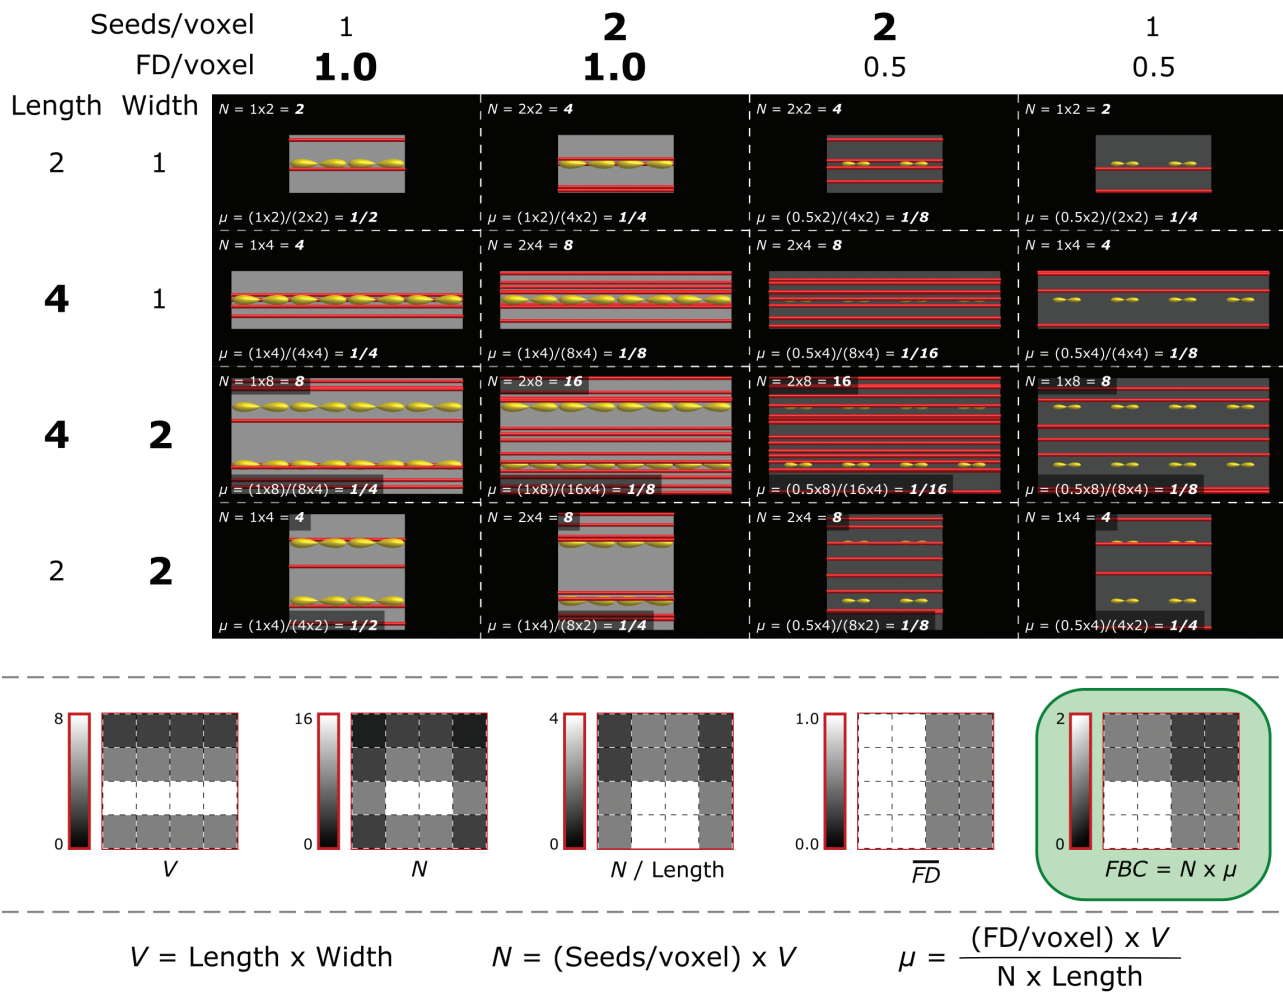 Seeds/voxel 1 2 2 1
FD/voxel 1.0 1.0 0.5 0.5
Length Width
N = 1x2 = 2 N = 2x2 = 4 N = 2x2 = 4 N = 1x2 = 2
2 1
μ = (1x2)/(2x2) = 1/2 μ = (1x2)/(4x2) = 1/4 μ = (0.5x2)/(4x2) = 1/8 μ = (0.5x2)/(2x2) = 1/4
N = 1x4 = 4 N = 2x4 = 8 N = 2x4 = 8 N = 1x4 = 4
4 1
μ = (1x4)/(4x4) = 1/4 μ = (1x4)/(8x4) = 1/8 μ = (0.5x4)/(8x4) = 1/16 μ = (0.5x4)/(4x4) = 1/8
N = 1x8 = 8 N = 2x8 = 16 N = 2x8 = 16 N = 1x8 = 8
4 2
μ = (1x8)/(8x4) = 1/4 μ = (1x8)/(16x4) = 1/8 μ = (0.5x8)/(16x4) = 1/16 μ = (0.5x8)/(8x4) = 1/8
N = 1x4 = 4 N = 2x4 = 8 N = 2x4 = 8 N = 1x4 = 4
2 2
μ = (1x4)/(4x2) = 1/2 μ = (1x4)/(8x2) = 1/4 μ = (0.5x4)/(8x2) = 1/8 μ = (0.5x4)/(4x2) = 1/4
8 16 4 1.0 2
0 0 0 0.0 0
V N N / Length FD FBC = N x μ
(FD/voxel) x V
V = Length x Width N = (Seeds/voxel) x V μ =
N x Length